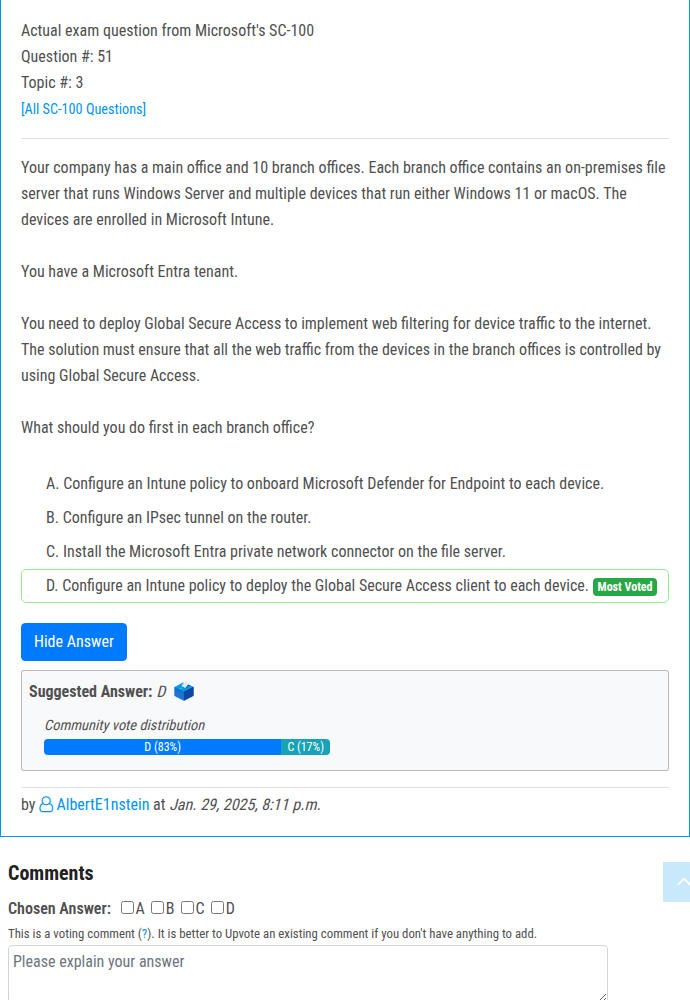 Actual exam question from Microsoft's SC-100
Question #: 51
Topic #: 3
[All SC-100 Questions]
Your company has a main office and 10 branch offices. Each branch office contains an on-premises file
server that runs Windows Server and multiple devices that run either Windows 11 or macOS. The
devices are enrolled in Microsoft Intune.
You have a Microsoft Entra tenant.
You need to deploy Global Secure Access to implement web filtering for device traffic to the internet.
The solution must ensure that all the web traffic from the devices in the branch offices is controlled by
using Global Secure Access.
What should you do first in each branch office?
A. Configure an Intune policy to onboard Microsoft Defender for Endpoint to each device.
B. Configure an IPsec tunnel on the router.
C. Install the Microsoft Entra private network connector on the file server.
D. Configure an Intune policy to deploy the Global Secure Access client to each device. Most Voted
Hide Answer
Suggested Answer: D
Community vote distribution
D (83%) C (17%)
by AlbertE1nstein at Jan. 29, 2025, 8:11 p.m.
Comments
Chosen Answer: A B C D
This is a voting comment (?). It is better to Upvote an existing comment if you don't have anything to add.
Please explain your answer